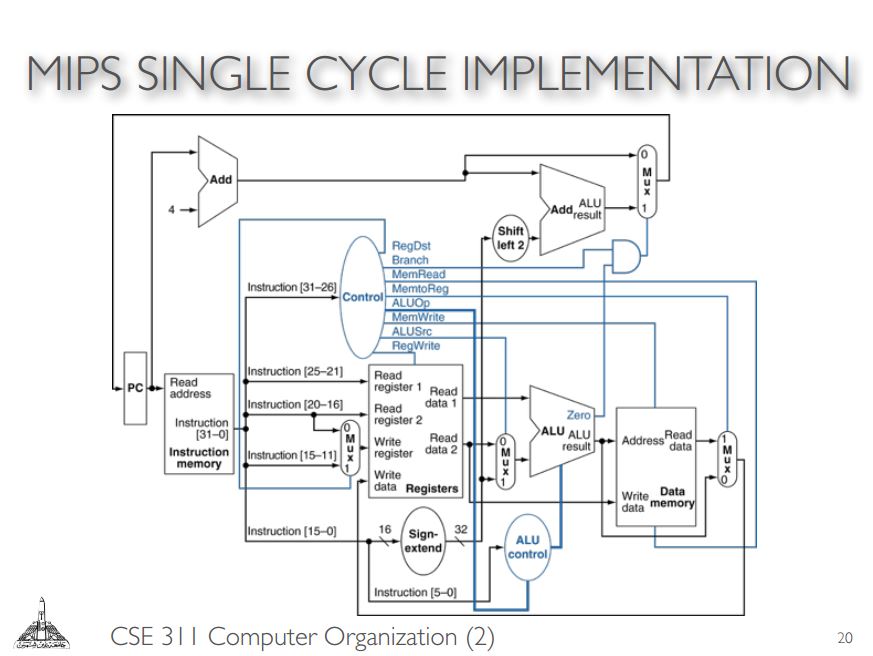 MIPS SINGLE CYCLE IMPLEMENTATION
Add
4
0
M
u
x
1
Add
ALU
result
Shift
left 2
RegDst
Branch
MemRead
MemtoReg
ALUOp
MemWrite
ALUSrc
RegWrite
Instruction [31–26]
Control
PC
Read
address
Instruction
[31–0]
Instruction
memory
Instruction [25–21]
Instruction [20–16]
Instruction [15–11]
0
M
u
x
1
Read
register 1
Read
data 1
Read
register 2
Write
register
Read
data 2
Write
data
Registers
0
M
u
x
1
Zero
ALU
ALU
result
Address
Read
data
Write
data
Data
memory
1
M
u
x
0
Instruction [15–0]
16
Sign-
extend
32
ALU
control
Instruction [5–0]
CSE 311 Computer Organization (2)
20